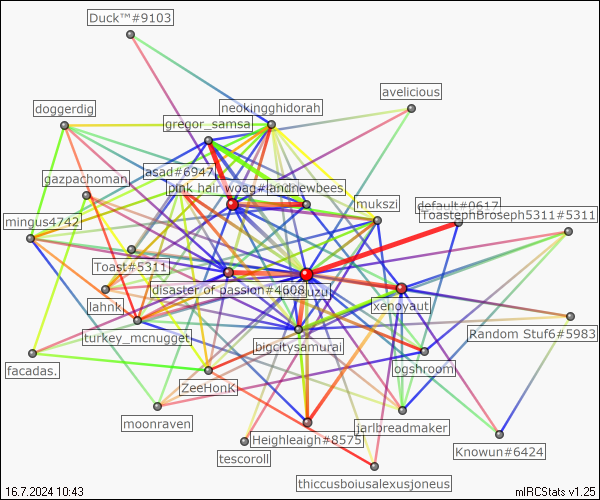 Duck™#9103
avelicious
doggerdig
neokingghidorah
gregor_samsa
asad#6947
gazpachoman
pink hair woag#
landnewbees
mukszi
default#0617
ToastephBroseph5311#5311
mingus4742
Toast#5311
disaster of passion#4608
uzu
lahnk
xenoyaut
turkey_mcnugget
bigcitysamurai
Random Stuf6#5983
facadas.
ogshroom
ZeeHonK
moonraven
jarlbreadmaker
Heighleaigh#8575
Knowun#6424
tescoroll
thiccusboiusalexusjoneus
16.7.2024 10:43
mIRCStats v1.25